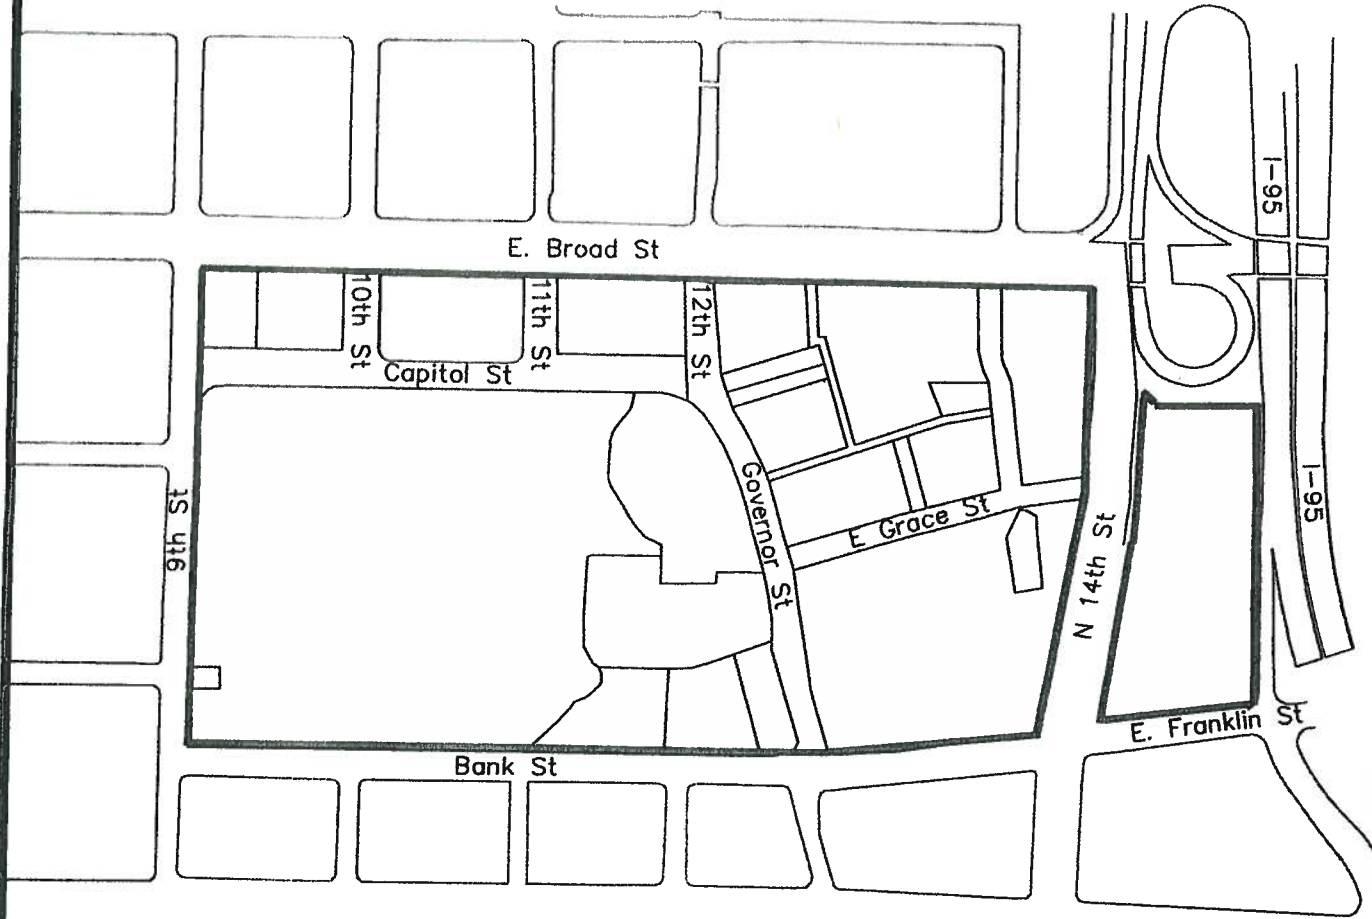 I-95
E. Broad St
10th St
11th St
12th St
Capitol St
9th St
Governor St
E Grace St
I-95
N 14th St
E. Franklin St
Bank St